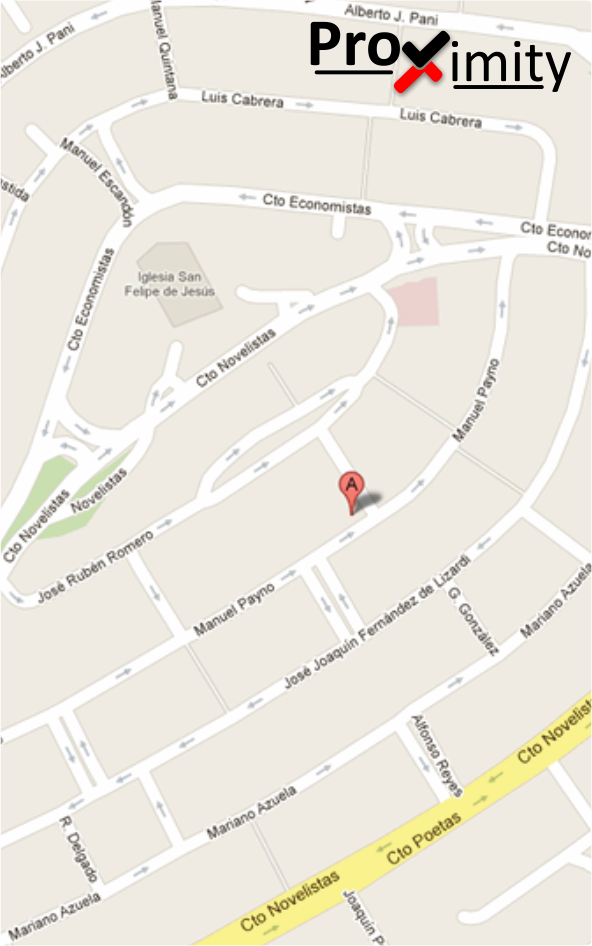 Alberto J. Pani
Alberto J. Pani
Manuel Quintana
Proximity
Luis Cabrera
Luis Cabrera
Manuel Escandón
Cto Economistas
Cto Econo
Cto No
Cto Economistas
Iglesia San
Felipe de Jesús
Cto Novelistas
Manuel Payno
A
Cto Novelistas
Novelistas
José Rubén Romero
Manuel Payno
José Joaquín Fernández de Lizardi
G. González
Mariano Azuela
Alfonso Reyes
Cto Novelist
Mariano Azuela
R. Delgado
Cto Poetas
Cto Novelistas
Mariano Azuela
Joaquín P